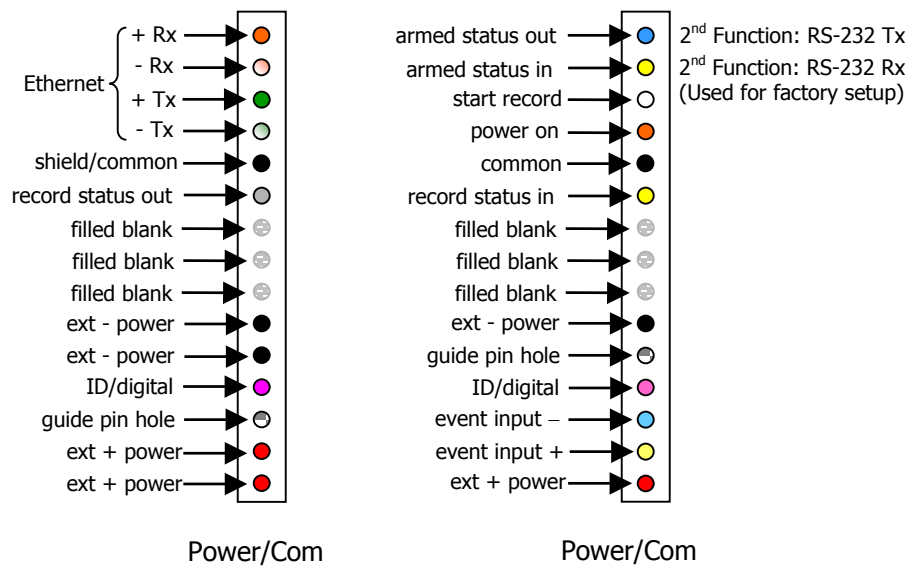 Ethernet
+ Rx
- Rx
+ Tx
- Tx
shield/common
record status out
filled blank
filled blank
filled blank
ext - power
ext - power
ID/digital
guide pin hole
ext + power
ext + power
Power/Com
armed status out
2nd Function: RS-232 Tx
armed status in
2nd Function: RS-232 Rx
(Used for factory setup)
start record
power on
common
record status in
filled blank
filled blank
filled blank
ext - power
guide pin hole
ID/digital
event input –
event input +
ext + power
Power/Com